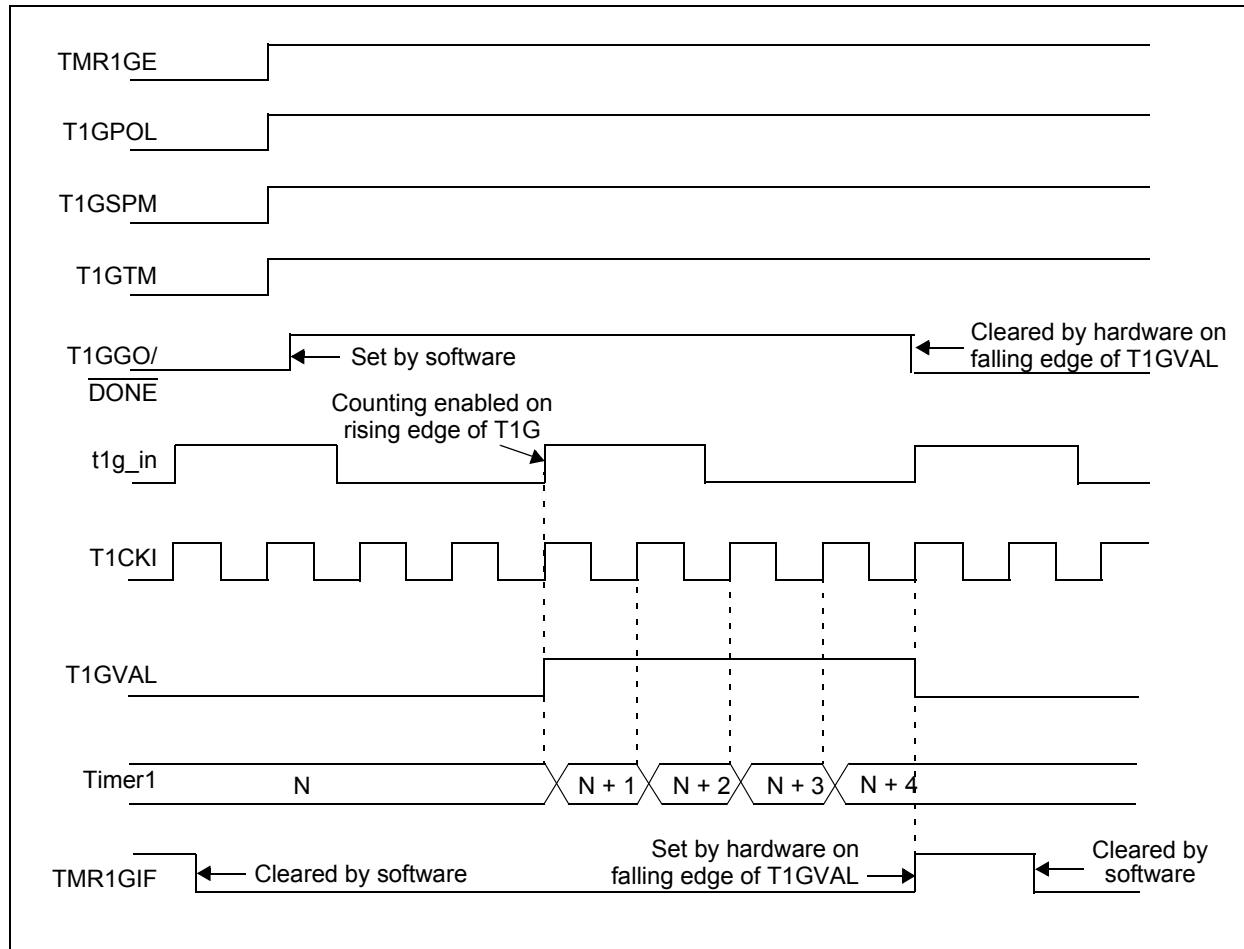 TMR1GE
T1GPOL
T1GSPM
T1GTM
T1GGO/
DONE
Set by software
Cleared by hardware on
falling edge of T1GVAL
Counting enabled on
rising edge of T1G
t1g_in
T1CKI
T1GVAL
Timer1
N
N + 1
N + 2
N + 3
N + 4
TMR1GIF
Cleared by software
Set by hardware on
falling edge of T1GVAL
Cleared by
software